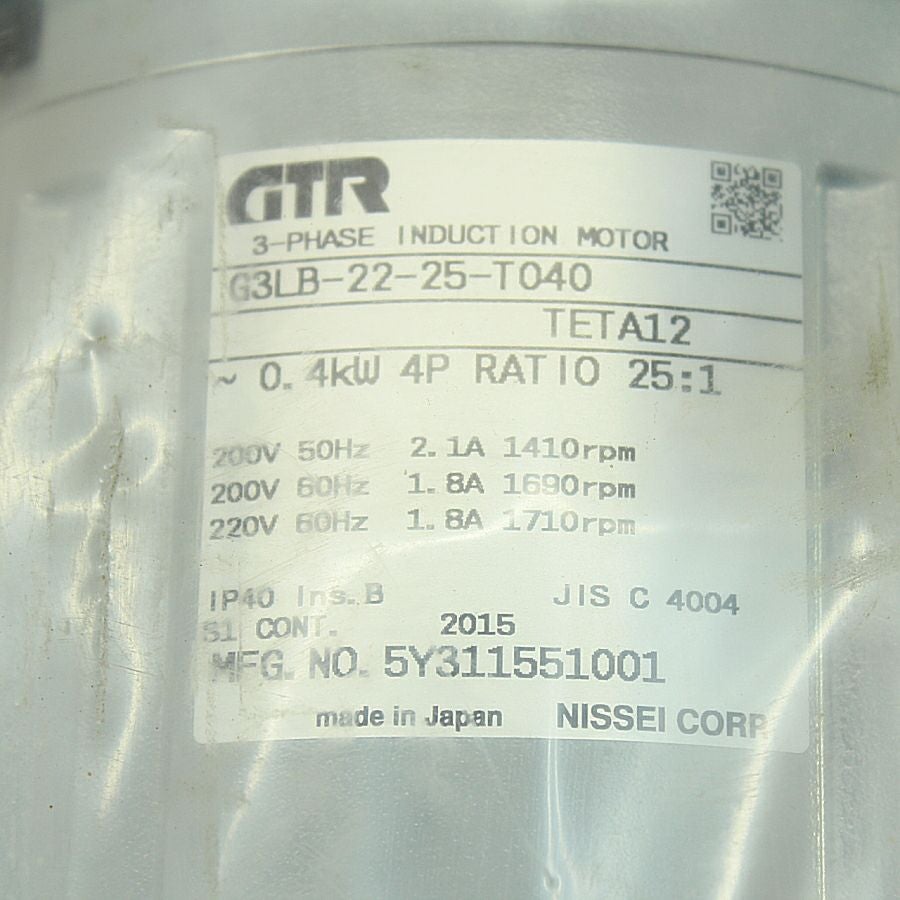 GTR
3-PHASE INDUCTION MOTOR
G3LB-22-25-T040
TETA12
~ 0.4kW 4P RATIO 25:1
200V 50Hz 2.1A 1410rpm
200V 60Hz 1.8A 1690rpm
220V 60Hz 1.8A 1710rpm
IP40 Ins.B JIS C 4004
S1 CONT. 2015
MFG. NO. 5Y311551001
made in Japan NISSEI CORP